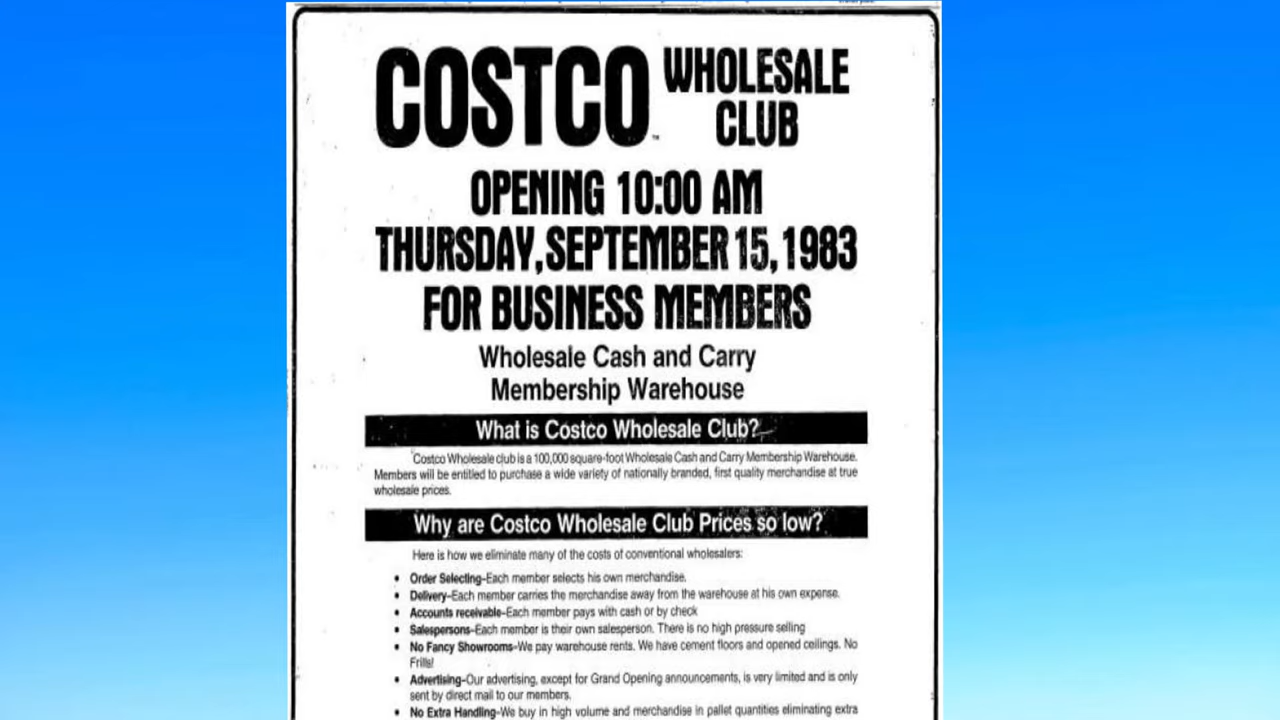 COSTCO™ WHOLESALE
CLUB
OPENING 10:00 AM
THURSDAY, SEPTEMBER 15, 1983
FOR BUSINESS MEMBERS
Wholesale Cash and Carry
Membership Warehouse
What is Costco Wholesale Club?
Costco Wholesale club is a 100,000 square-foot Wholesale Cash and Carry Membership Warehouse.
Members will be entitled to purchase a wide variety of nationally branded, first quality merchandise at true
wholesale prices.
Why are Costco Wholesale Club Prices so low?
Here is how we eliminate many of the costs of conventional wholesalers:
• Order Selecting-Each member selects his own merchandise.
• Delivery-Each member carries the merchandise away from the warehouse at his own expense.
• Accounts receivable-Each member pays with cash or by check
• Salespersons-Each member is their own salesperson. There is no high pressure selling
• No Fancy Showrooms-We pay warehouse rents. We have cement floors and opened ceilings. No
Frills!
• Advertising-Our advertising, except for Grand Opening announcements, is very limited and is only
sent by direct mail to our members.
• No Extra Handling-We buy in high volume and merchandise in pallet quantities eliminating extra